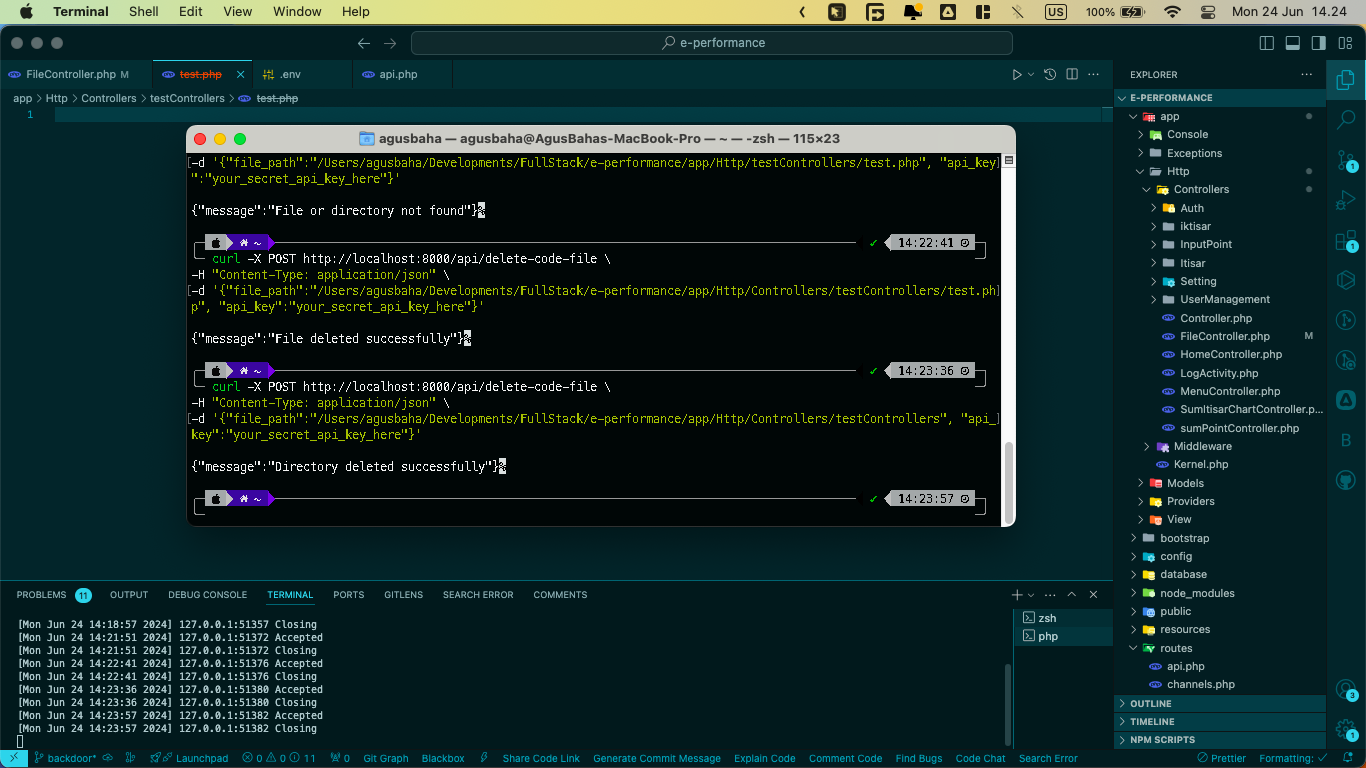 Terminal Shell Edit View Window Help US 100% Mon 24 Jun 14.24
e-performance
FileController.php M test.php .env api.php
app > Http > Controllers > testControllers > test.php
1
agusbaha — agusbaha@AgusBahas-MacBook-Pro — ~ — -zsh — 115×23
-d '{"file_path":"/Users/agusbaha/Developments/FullStack/e-performance/app/Http/testControllers/test.php", "api_key
":"your_secret_api_key_here"}'
{"message":"File or directory not found"}%
~ ✓ 14:22:41
curl -X POST http://localhost:8000/api/delete-code-file \
-H "Content-Type: application/json" \
-d '{"file_path":"/Users/agusbaha/Developments/FullStack/e-performance/app/Http/Controllers/testControllers/test.ph
p", "api_key":"your_secret_api_key_here"}'
{"message":"File deleted successfully"}%
~ ✓ 14:23:36
curl -X POST http://localhost:8000/api/delete-code-file \
-H "Content-Type: application/json" \
-d '{"file_path":"/Users/agusbaha/Developments/FullStack/e-performance/app/Http/Controllers/testControllers", "api_
key":"your_secret_api_key_here"}'
{"message":"Directory deleted successfully"}%
~ ✓ 14:23:57
PROBLEMS 11 OUTPUT DEBUG CONSOLE TERMINAL PORTS GITLENS SEARCH ERROR COMMENTS
[Mon Jun 24 14:18:57 2024] 127.0.0.1:51357 Closing
[Mon Jun 24 14:21:51 2024] 127.0.0.1:51372 Accepted
[Mon Jun 24 14:21:51 2024] 127.0.0.1:51372 Closing
[Mon Jun 24 14:22:41 2024] 127.0.0.1:51376 Accepted
[Mon Jun 24 14:22:41 2024] 127.0.0.1:51376 Closing
[Mon Jun 24 14:23:36 2024] 127.0.0.1:51380 Accepted
[Mon Jun 24 14:23:36 2024] 127.0.0.1:51380 Closing
[Mon Jun 24 14:23:57 2024] 127.0.0.1:51382 Accepted
[Mon Jun 24 14:23:57 2024] 127.0.0.1:51382 Closing
zsh
php
EXPLORER
E-PERFORMANCE
app
Console
Exceptions
Http
Controllers
Auth
iktisar
InputPoint
Itisar
Setting
UserManagement
Controller.php
FileController.php M
HomeController.php
LogActivity.php
MenuController.php
SumItisarChartController.p...
sumPointController.php
Middleware
Kernel.php
Models
Providers
View
bootstrap
config
database
node_modules
public
resources
routes
api.php
channels.php
OUTLINE
TIMELINE
NPM SCRIPTS
1
1
B
3
1
backdoor* Launchpad 0 0 11 0 Git Graph Blackbox Share Code Link Generate Commit Message Explain Code Comment Code Find Bugs Code Chat Search Error Prettier Formatting: ✓